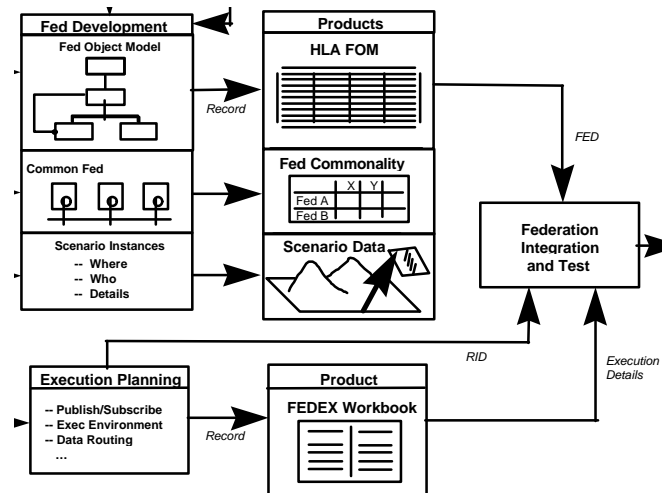 Fed Development
Fed Object Model
Common Fed
Scenario Instances
-- Where
-- Who
-- Details
Record
Products
HLA FOM
Fed Commonality
X Y
Fed A
Fed B
Scenario Data
FED
Federation
Integration
and Test
RID
Execution
Details
Execution Planning
-- Publish/Subscribe
-- Exec Environment
-- Data Routing
...
Record
Product
FEDEX Workbook